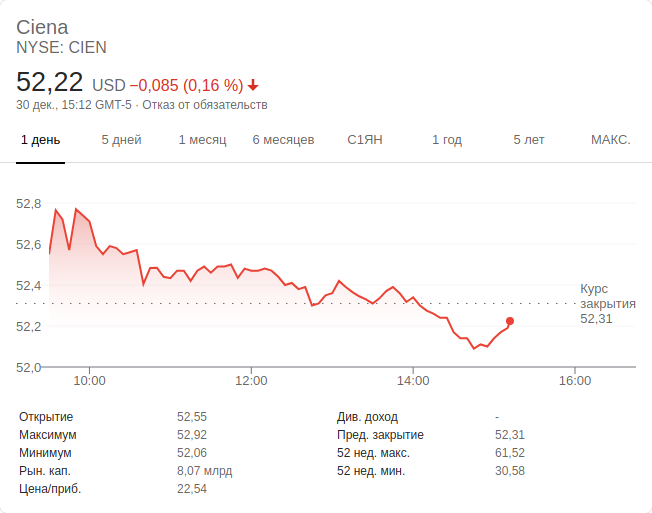 Ciena
NYSE: CIEN
52,22 USD −0,085 (0,16 %)
30 дек., 15:12 GMT-5 · Отказ от обязательств
1 день 5 дней 1 месяц 6 месяцев С1ЯН 1 год 5 лет МАКС.
52,8
52,6
52,4
52,2
52,0
Курс
закрытия
52,31
10:00 12:00 14:00 16:00
Открытие 52,55 Див. доход -
Максимум 52,92 Пред. закрытие 52,31
Минимум 52,06 52 нед. макс. 61,52
Рын. кап. 8,07 млрд 52 нед. мин. 30,58
Цена/приб. 22,54